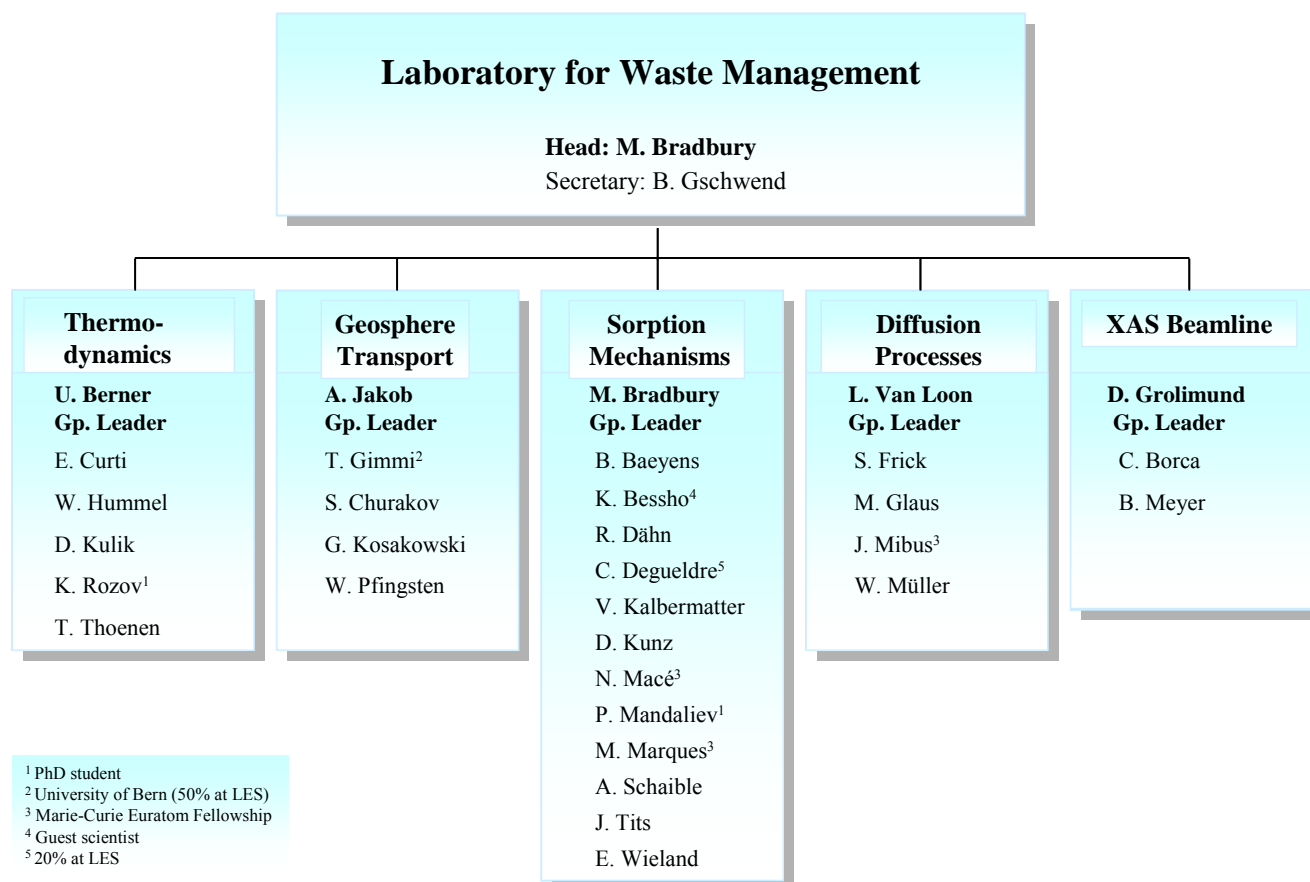 Laboratory for Waste Management
Head: M. Bradbury
Secretary: B. Gschwend
Thermo-
dynamics
U. Berner
Gp. Leader
E. Curti
W. Hummel
D. Kulik
K. Rozov¹
T. Thoenen
Geosphere
Transport
A. Jakob
Gp. Leader
T. Gimmi²
S. Churakov
G. Kosakowski
W. Pfingsten
Sorption
Mechanisms
M. Bradbury
Gp. Leader
B. Baeyens
K. Bessho⁴
R. Dähn
C. Degueldre⁵
V. Kalbermatter
D. Kunz
N. Macé³
P. Mandaliev¹
M. Marques³
A. Schaible
J. Tits
E. Wieland
Diffusion
Processes
L. Van Loon
Gp. Leader
S. Frick
M. Glaus
J. Mibus³
W. Müller
XAS Beamline
D. Grolimund
Gp. Leader
C. Borca
B. Meyer
¹ PhD student
² University of Bern (50% at LES)
³ Marie-Curie Euratom Fellowship
⁴ Guest scientist
⁵ 20% at LES